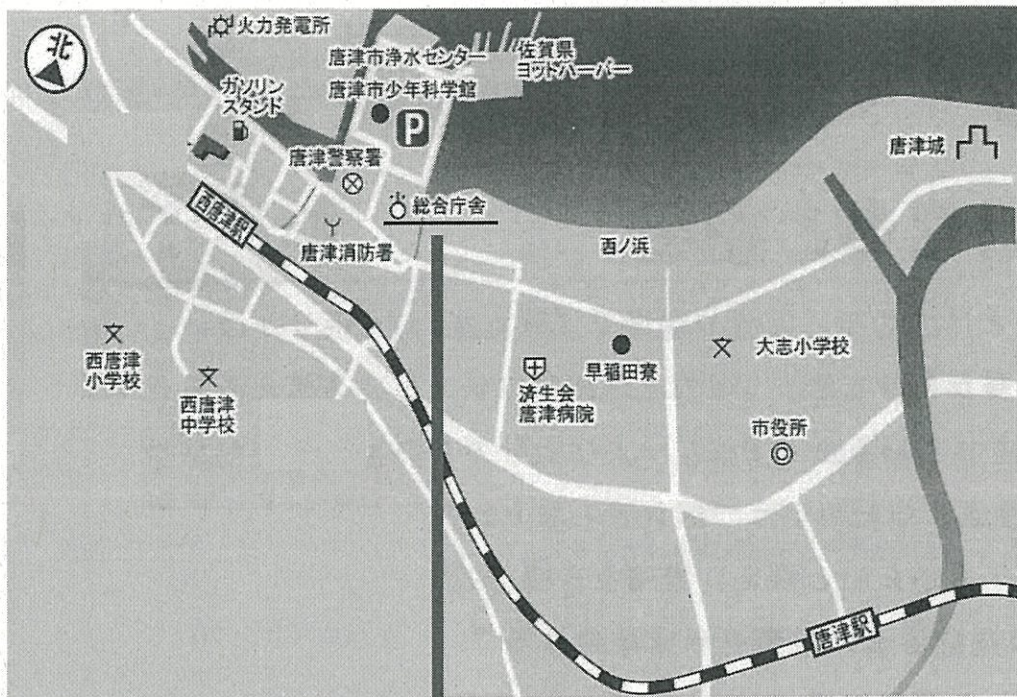 北
火力発電所
唐津市浄水センター
佐賀県
ヨットハーバー
ガソリン
スタンド
唐津市少年科学館
P
唐津城
唐津警察署
総合庁舎
西唐津駅
唐津消防署
西ノ浜
西唐津
小学校
西唐津
中学校
済生会
唐津病院
早稲田寮
大志小学校
市役所
唐津駅